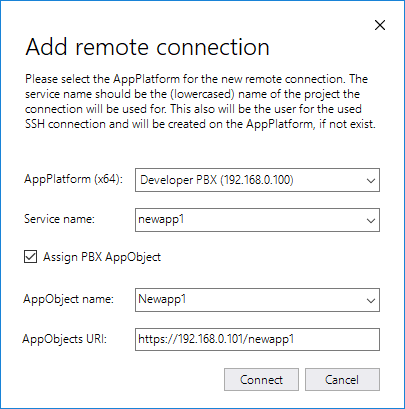 Add remote connection
Please select the AppPlatform for the new remote connection. The
service name should be the (lowercased) name of the project the
connection will be used for. This also will be the user for the used
SSH connection and will be created on the AppPlatform, if not exist.
AppPlatform (x64): Developer PBX (192.168.0.100)
Service name: newapp1
Assign PBX AppObject
AppObject name: Newapp1
AppObjects URI: https://192.168.0.101/newapp1
Connect Cancel